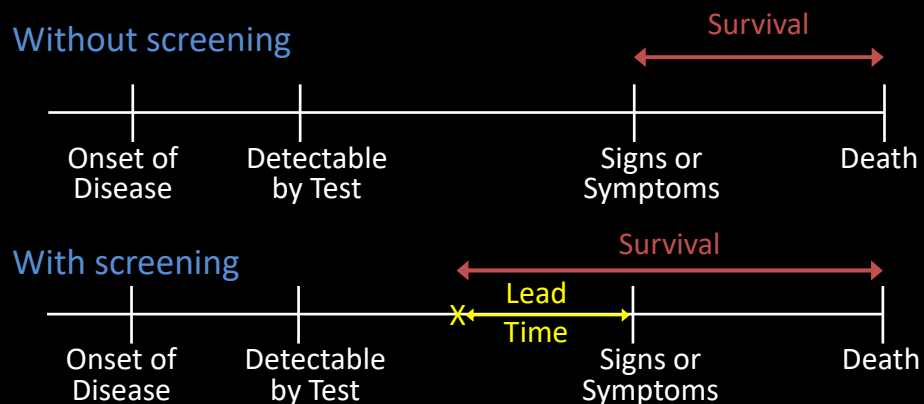 Without screening
Survival
Onset of
Disease
Detectable
by Test
Signs or
Symptoms
Death
With screening
Survival
X
Lead
Time
Onset of
Disease
Detectable
by Test
Signs or
Symptoms
Death